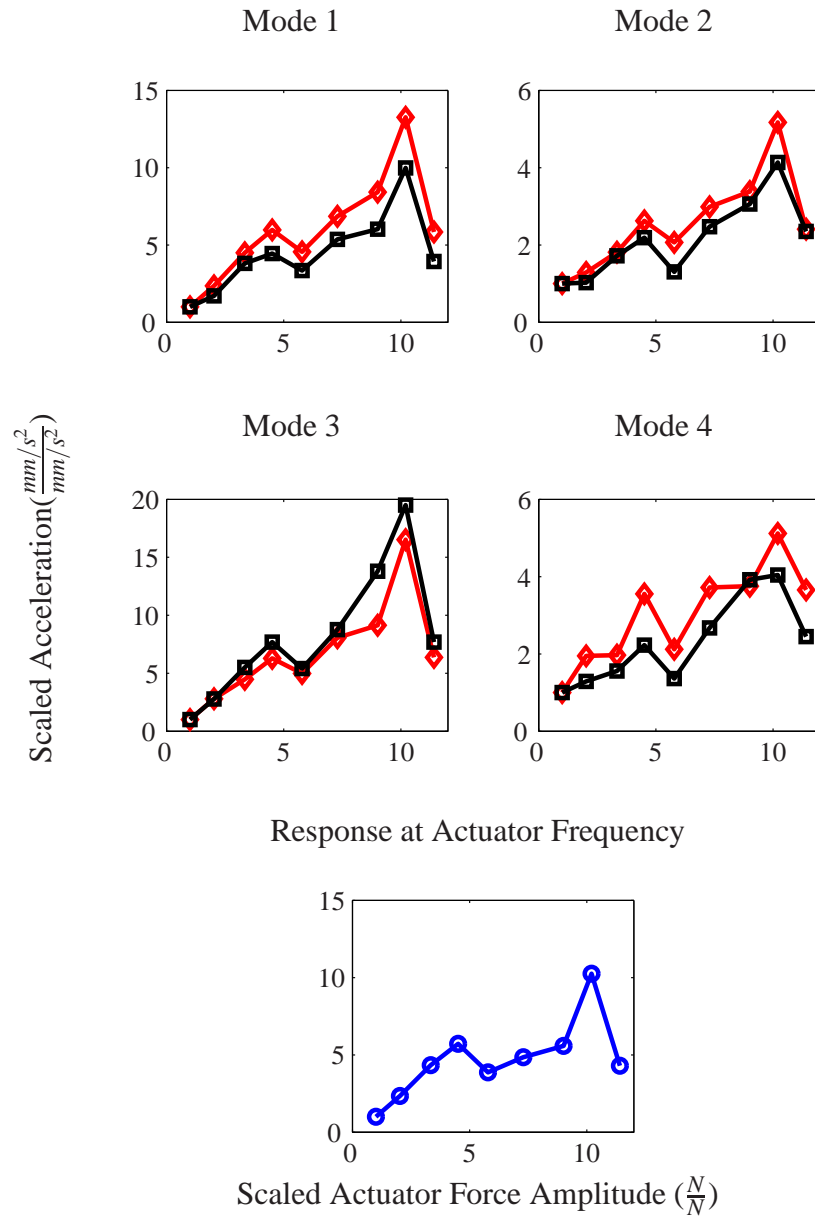 Mode 1
Mode 2
15
10
5
0
0 5 10
6
4
2
0
0 5 10
Scaled Acceleration(mm/s²/mm/s²)
Mode 3
Mode 4
20
15
10
5
0
0 5 10
6
4
2
0
0 5 10
Response at Actuator Frequency
15
10
5
0
0 5 10
Scaled Actuator Force Amplitude (N/N)